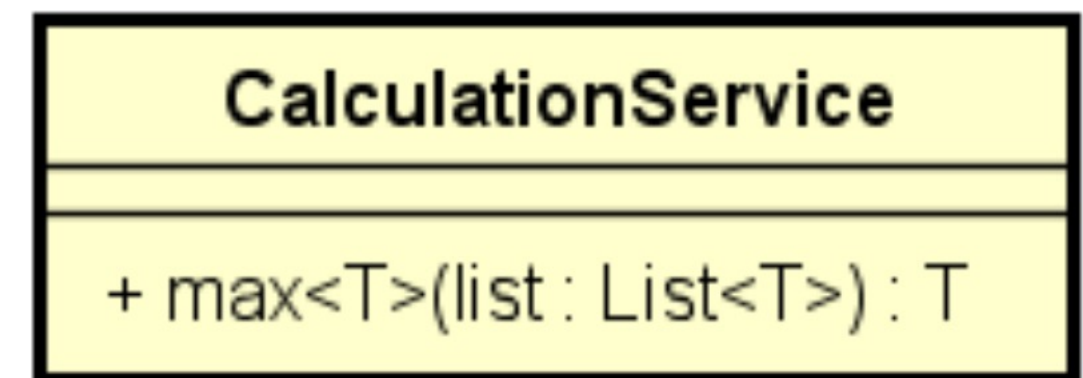 CalculationService
+ max<T>(list : List<T>) : T